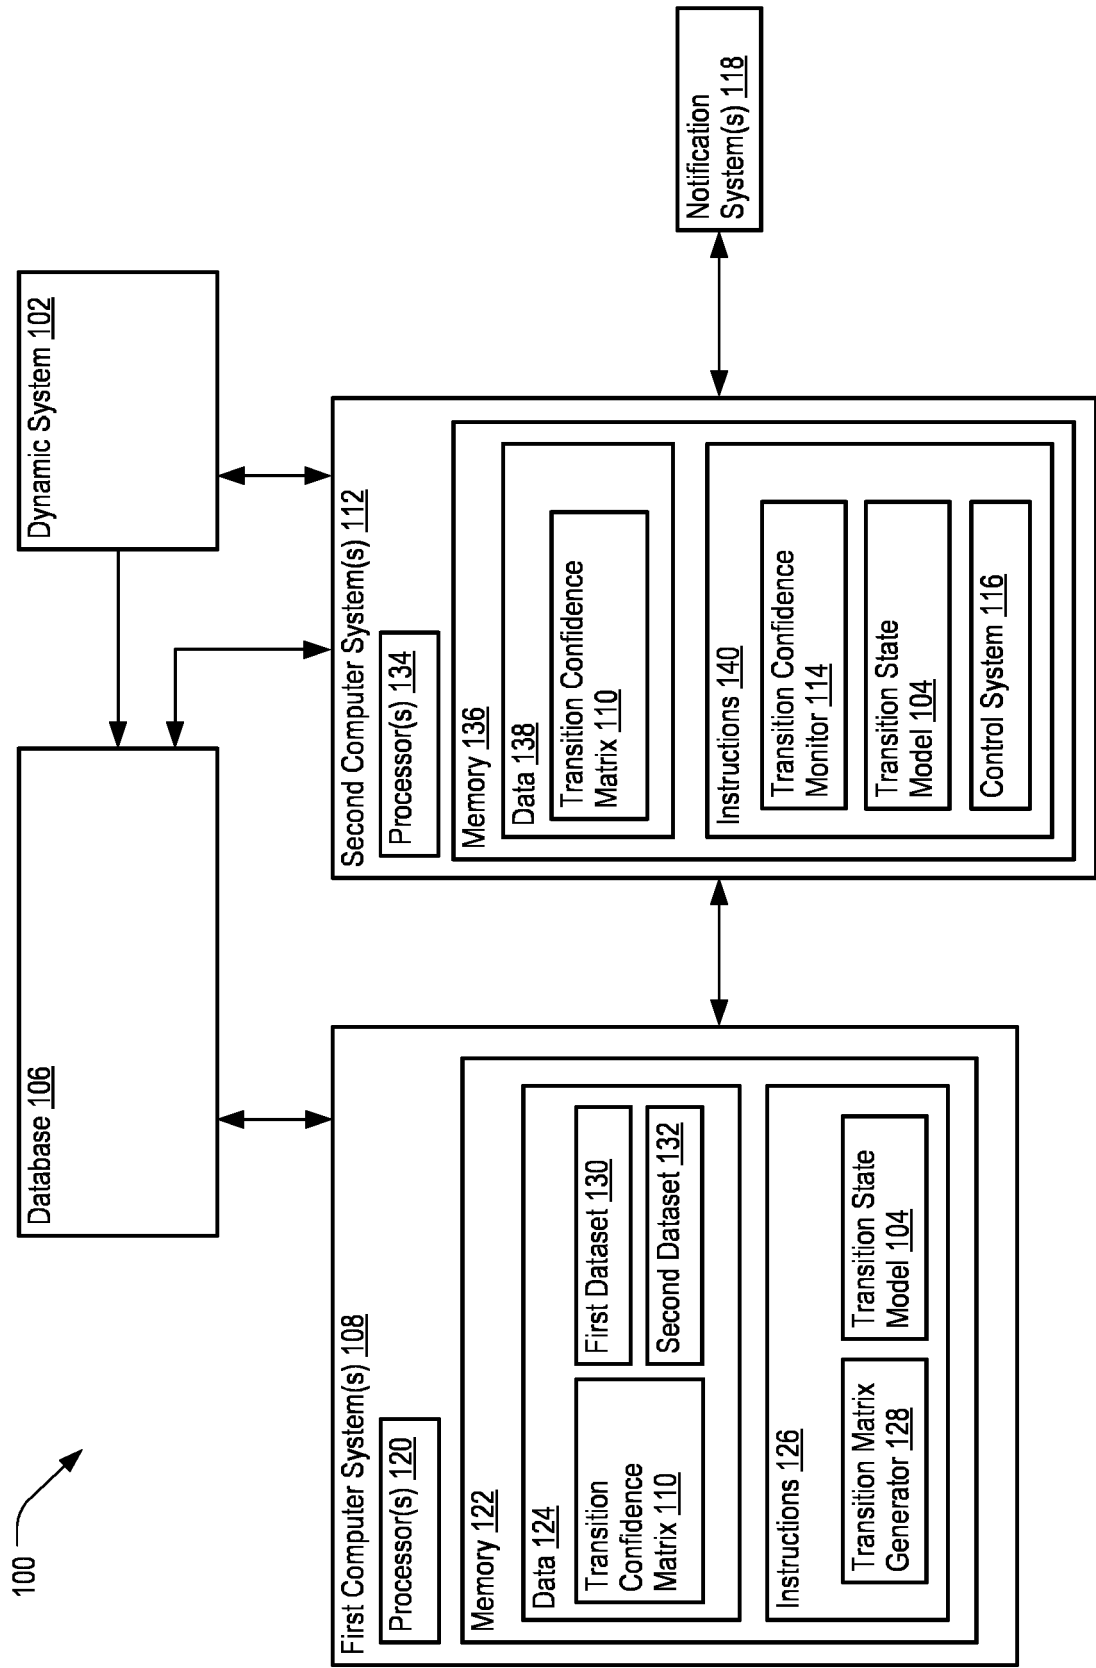 100
Database 106
Dynamic System 102
First Computer System(s) 108
Processor(s) 120
Memory 122
Data 124
Transition
Confidence
Matrix 110
First Dataset 130
Second Dataset 132
Instructions 126
Transition Matrix
Generator 128
Transition State
Model 104
Second Computer System(s) 112
Processor(s) 134
Memory 136
Data 138
Transition Confidence
Matrix 110
Instructions 140
Transition Confidence
Monitor 114
Transition State
Model 104
Control System 116
Notification
System(s) 118